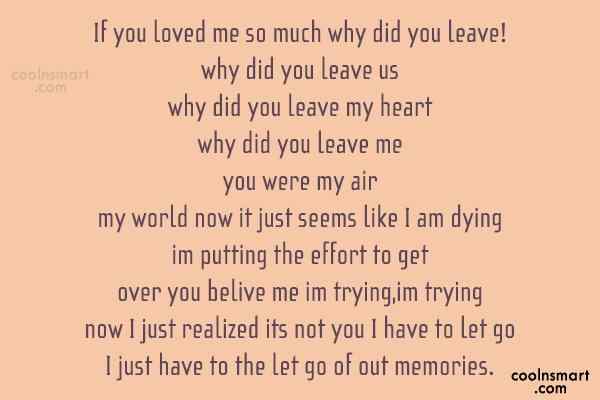 If you loved me so much why did you leave!
why did you leave us
coolnsmart
.com
why did you leave my heart
why did you leave me
you were my air
my world now it just seems like I am dying
im putting the effort to get
over you belive me im trying,im trying
now I just realized its not you I have to let go
I just have to the let go of out memories.
coolnsmart
.com